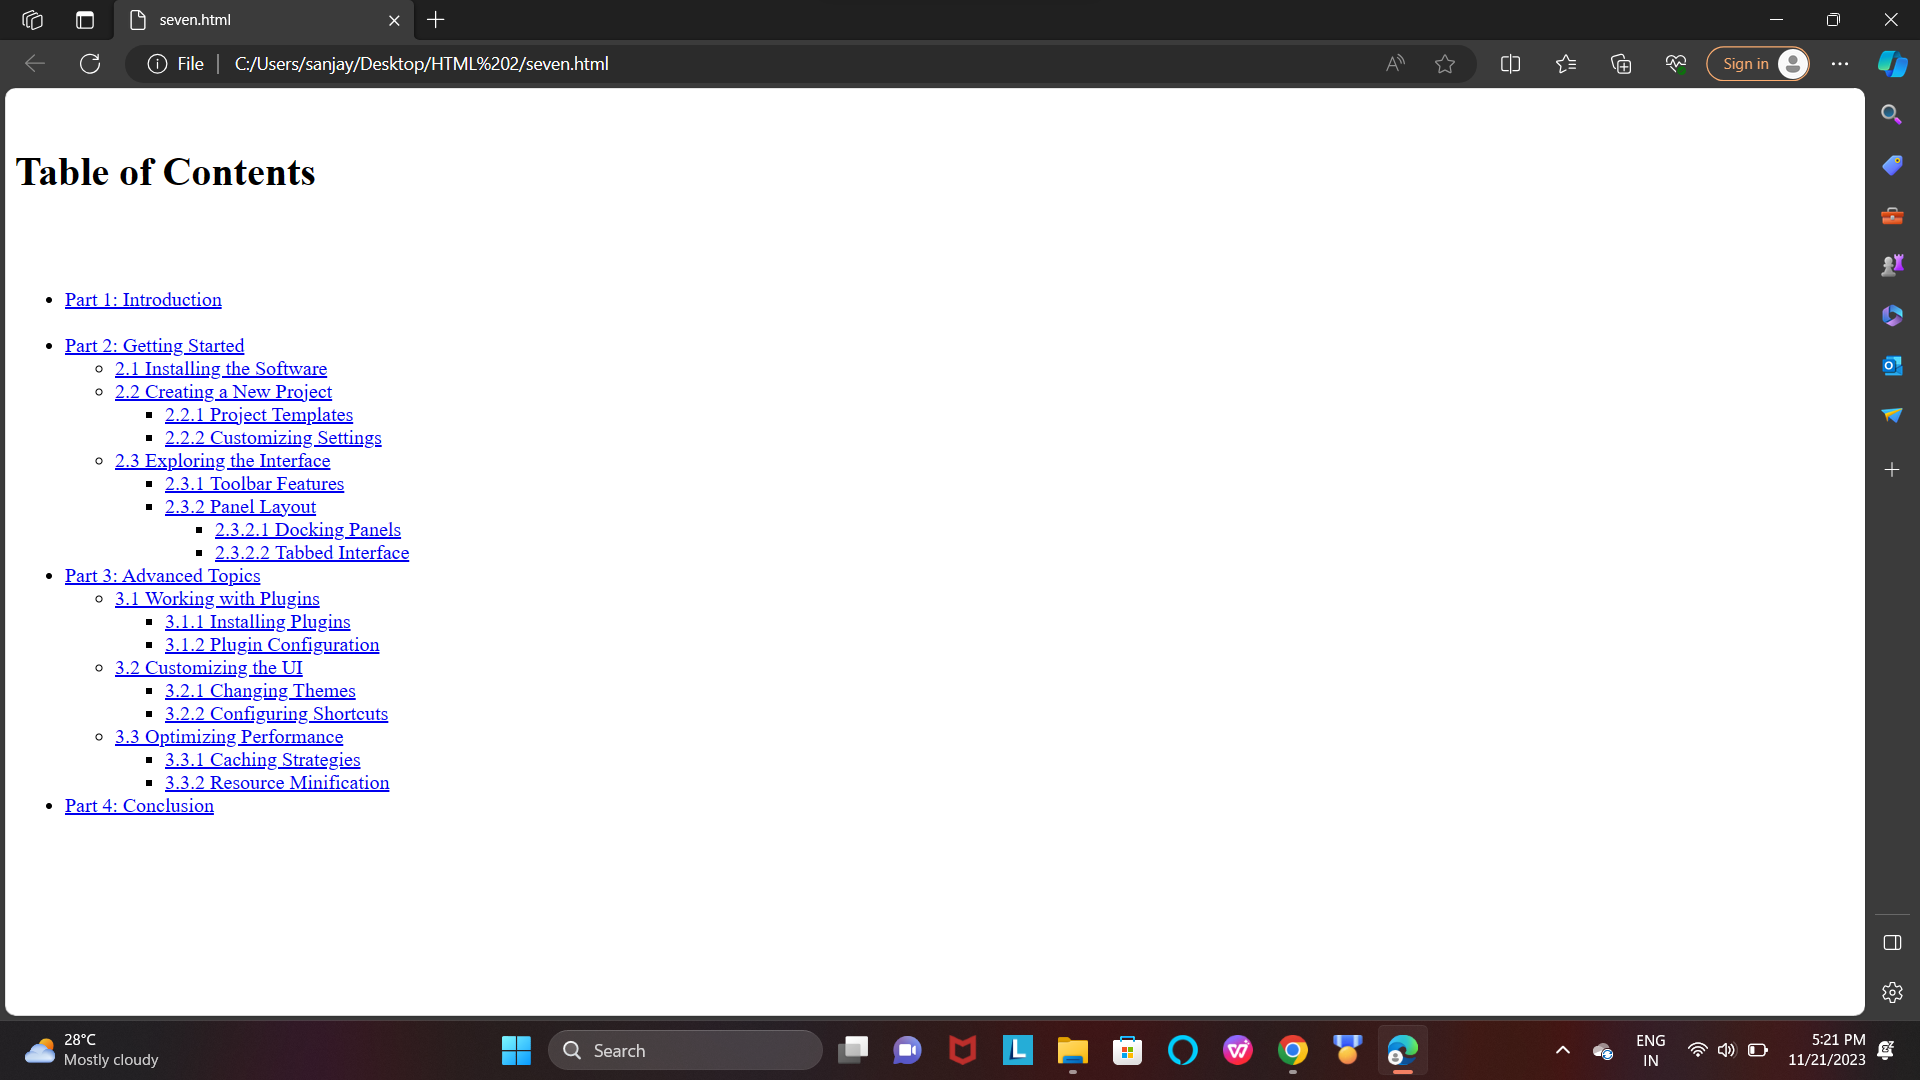 seven.html
File
C:/Users/sanjay/Desktop/HTML%202/seven.html
Sign in
Table of Contents
Part 1: Introduction
Part 2: Getting Started
2.1 Installing the Software
2.2 Creating a New Project
2.2.1 Project Templates
2.2.2 Customizing Settings
2.3 Exploring the Interface
2.3.1 Toolbar Features
2.3.2 Panel Layout
2.3.2.1 Docking Panels
2.3.2.2 Tabbed Interface
Part 3: Advanced Topics
3.1 Working with Plugins
3.1.1 Installing Plugins
3.1.2 Plugin Configuration
3.2 Customizing the UI
3.2.1 Changing Themes
3.2.2 Configuring Shortcuts
3.3 Optimizing Performance
3.3.1 Caching Strategies
3.3.2 Resource Minification
Part 4: Conclusion
28°C
Mostly cloudy
Search
ENG
IN
5:21 PM
11/21/2023